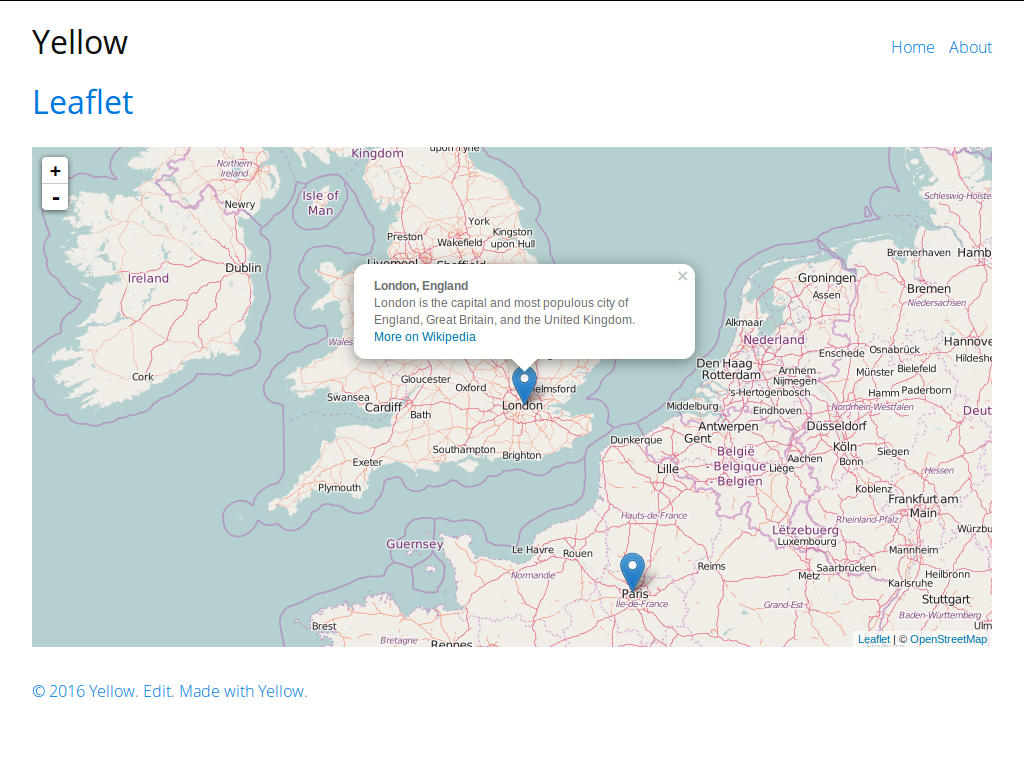 Yellow
Home About
Leaflet
+
-
Kingdom
upon Tyne
Northern
Ireland
Isle of
Man
Newry
York
Kingston
upon Hull
Preston
Wakefield
Liverpool
Sheffield
Dublin
Ireland
Schleswig-Holstei
Bremerhaven
Hamb
Groningen
Assen
Bremen
Niedersachsen
London, England
×
London is the capital and most populous city of
England, Great Britain, and the United Kingdom.
More on Wikipedia
Wales
Alkmaar
Nederland
Enschede
Osnabrück
Hannove
Hildeshe
Den Haag
Rotterdam
Arnhem
Nijmegen
Münster
Bielefeld
's-Hertogenbosch
Hamm
Paderborn
Cork
Gloucester
Oxford
helmsford
Swansea
Cardiff
Bath
London
Middelburg
Eindhoven
Nordrhein-Westfalen
Deut
Antwerpen
Düsseldorf
Dunkerque
Gent
Köln
Siegen
Southampton
Brighton
België
- Belgique
- Belgien
Aachen
Liège
Bonn
Hessen
Exeter
Lille
Plymouth
Koblenz
Frankfurt am
Main
Hauts-de-France
Rheinland-Pfalz
Lëtzebuerg
Luxembourg
Würzbu
Guernsey
Le Havre
Rouen
Mannheim
Reims
Metz
Saarbrücken
Heilbronn
Karlsruhe
Normandie
Paris
Île-de-France
Grand-Est
Stuttgart
Baden-Württemberg
Brest
Bretagne
Rennes
Ulm
Leaflet | © OpenStreetMap
© 2016 Yellow. Edit. Made with Yellow.